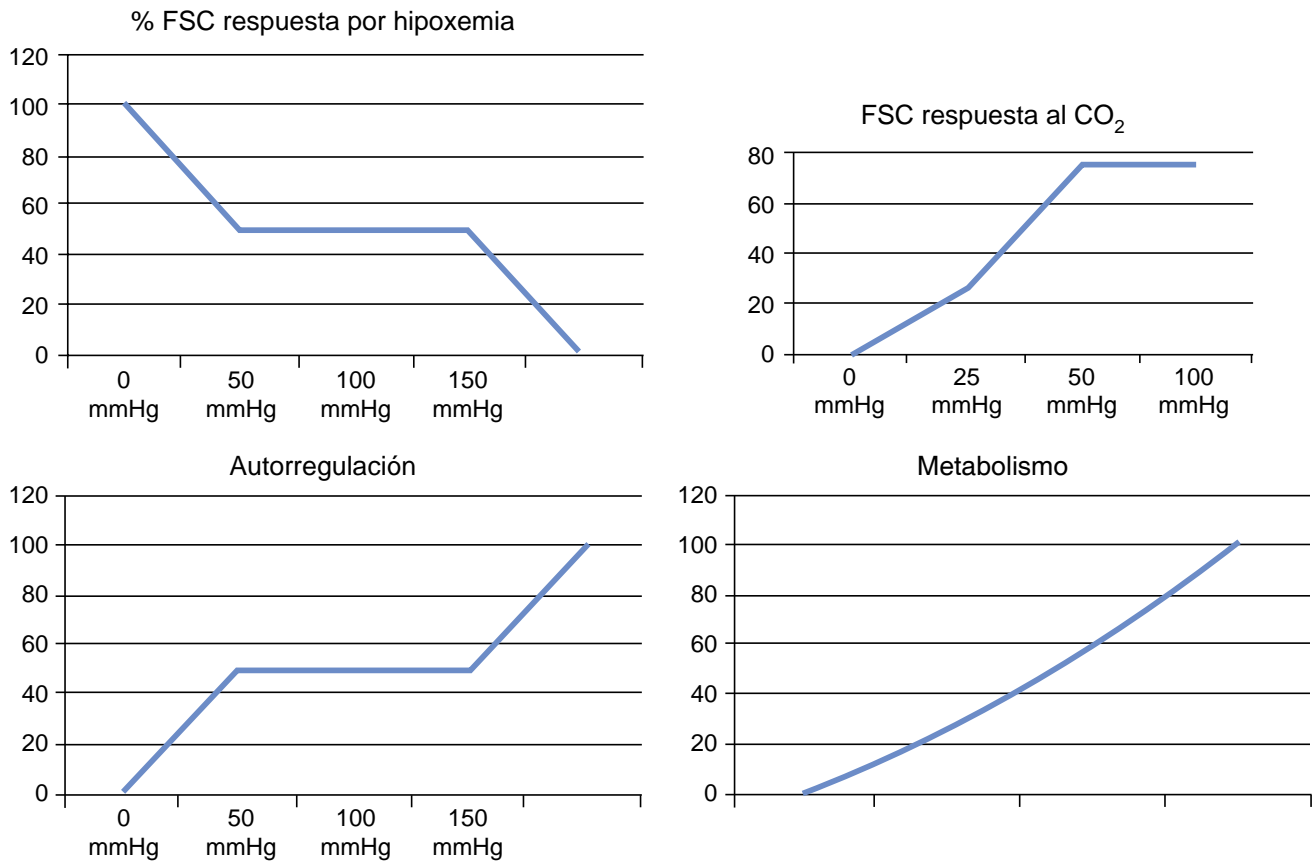 % FSC respuesta por hipoxemia
120
100
80
60
40
20
0
0 50 100 150
mmHg mmHg mmHg mmHg
FSC respuesta al CO₂
80
60
40
20
0
0 25 50 100
mmHg mmHg mmHg mmHg
Autorregulación
120
100
80
60
40
20
0
0 50 100 150
mmHg mmHg mmHg mmHg
Metabolismo
120
100
80
60
40
20
0